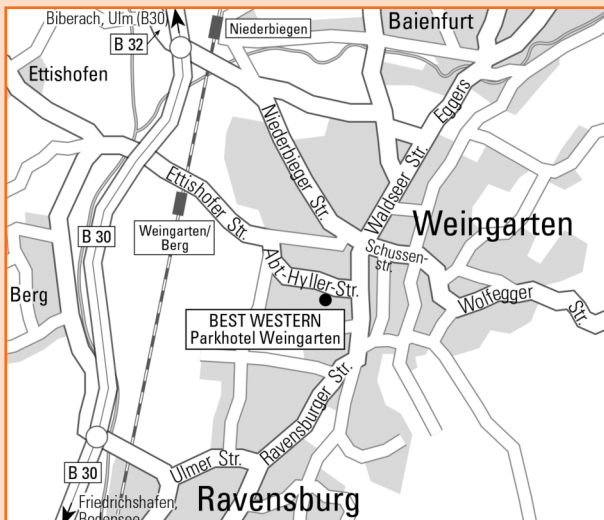 Biberach, Ulm (B30)
Baienfurt
Niederbiegen
B 32
Ettishofen
Eggers
Niederbieger Str.
Waldseer Str.
Ettishofer Str.
Weingarten
Weingarten/
Berg
B 30
Schussen-
str.
Abt-Hyller-Str.
Berg
Wolfegger
Str.
BEST WESTERN
Parkhotel Weingarten
Ravensburger Str.
Ulmer Str.
B 30
Ravensburg
Friedrichshafen,
Bodensee